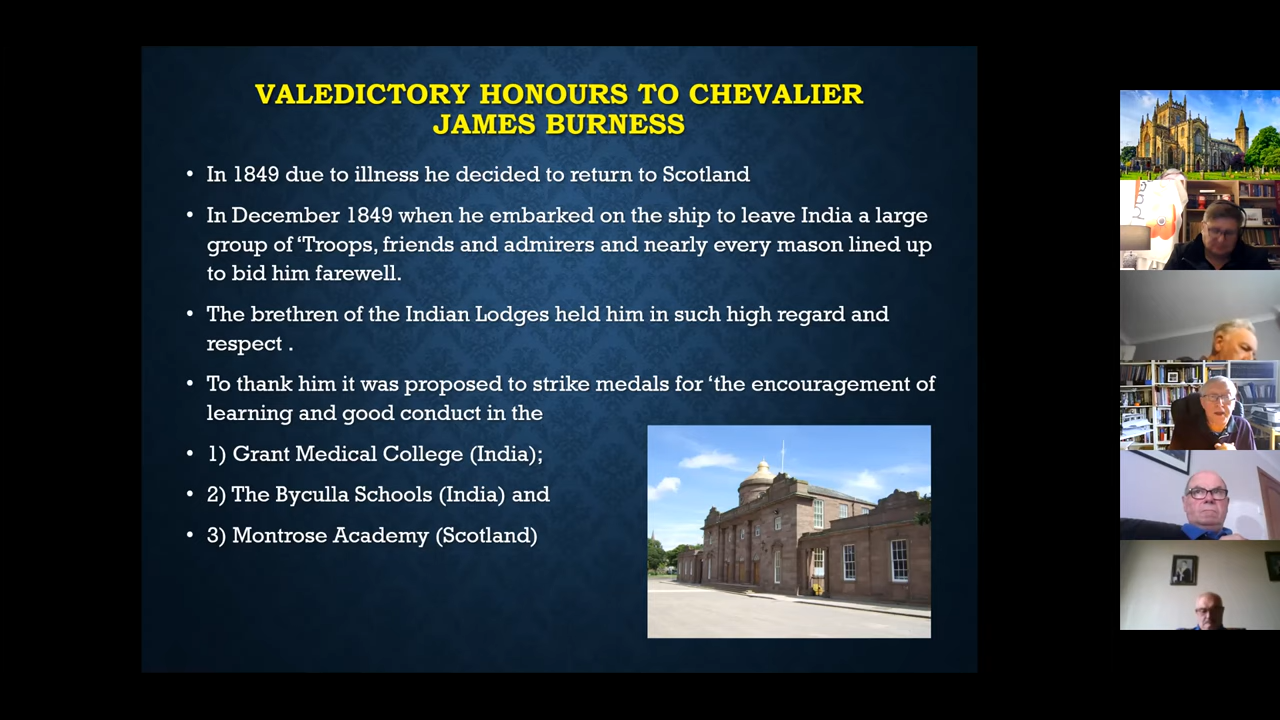 VALEDICTORY HONOURS TO CHEVALIER
JAMES BURNESS
• In 1849 due to illness he decided to return to Scotland
• In December 1849 when he embarked on the ship to leave India a large
group of ‘Troops, friends and admirers and nearly every mason lined up
to bid him farewell.
• The brethren of the Indian Lodges held him in such high regard and
respect .
• To thank him it was proposed to strike medals for ‘the encouragement of
learning and good conduct in the
• 1) Grant Medical College (India);
• 2) The Byculla Schools (India) and
• 3) Montrose Academy (Scotland)